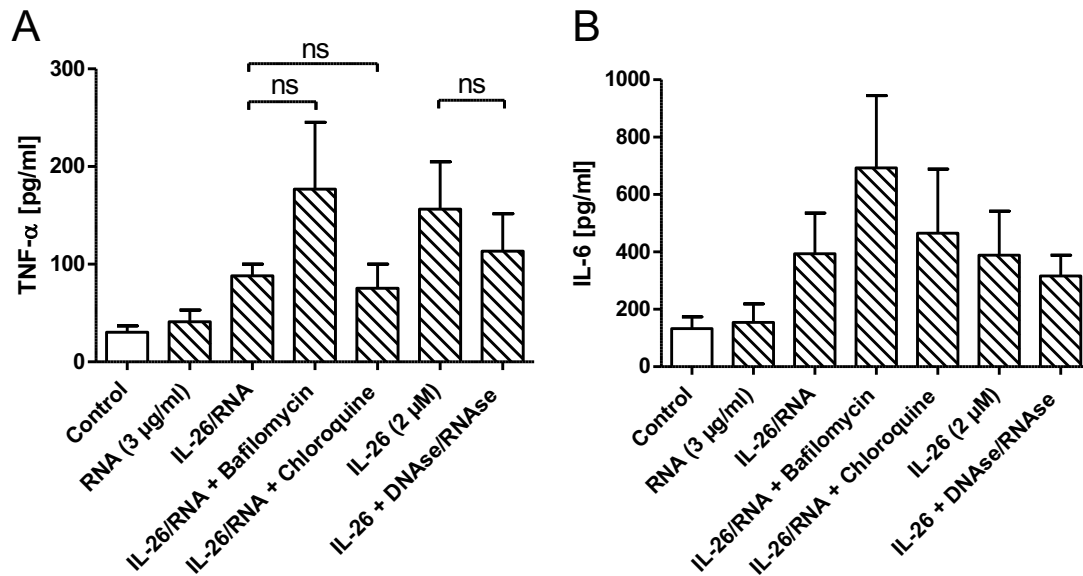 A
TNF-α [pg/ml]
300
200
100
0
ns
ns
ns
Control
RNA (3 µg/ml)
IL-26/RNA
IL-26/RNA + Bafilomycin
IL-26/RNA + Chloroquine
IL-26 (2 µM)
IL-26 + DNAse/RNAse
B
IL-6 [pg/ml]
1000
800
600
400
200
0
Control
RNA (3 µg/ml)
IL-26/RNA
IL-26/RNA + Bafilomycin
IL-26/RNA + Chloroquine
IL-26 (2 µM)
IL-26 + DNAse/RNAse